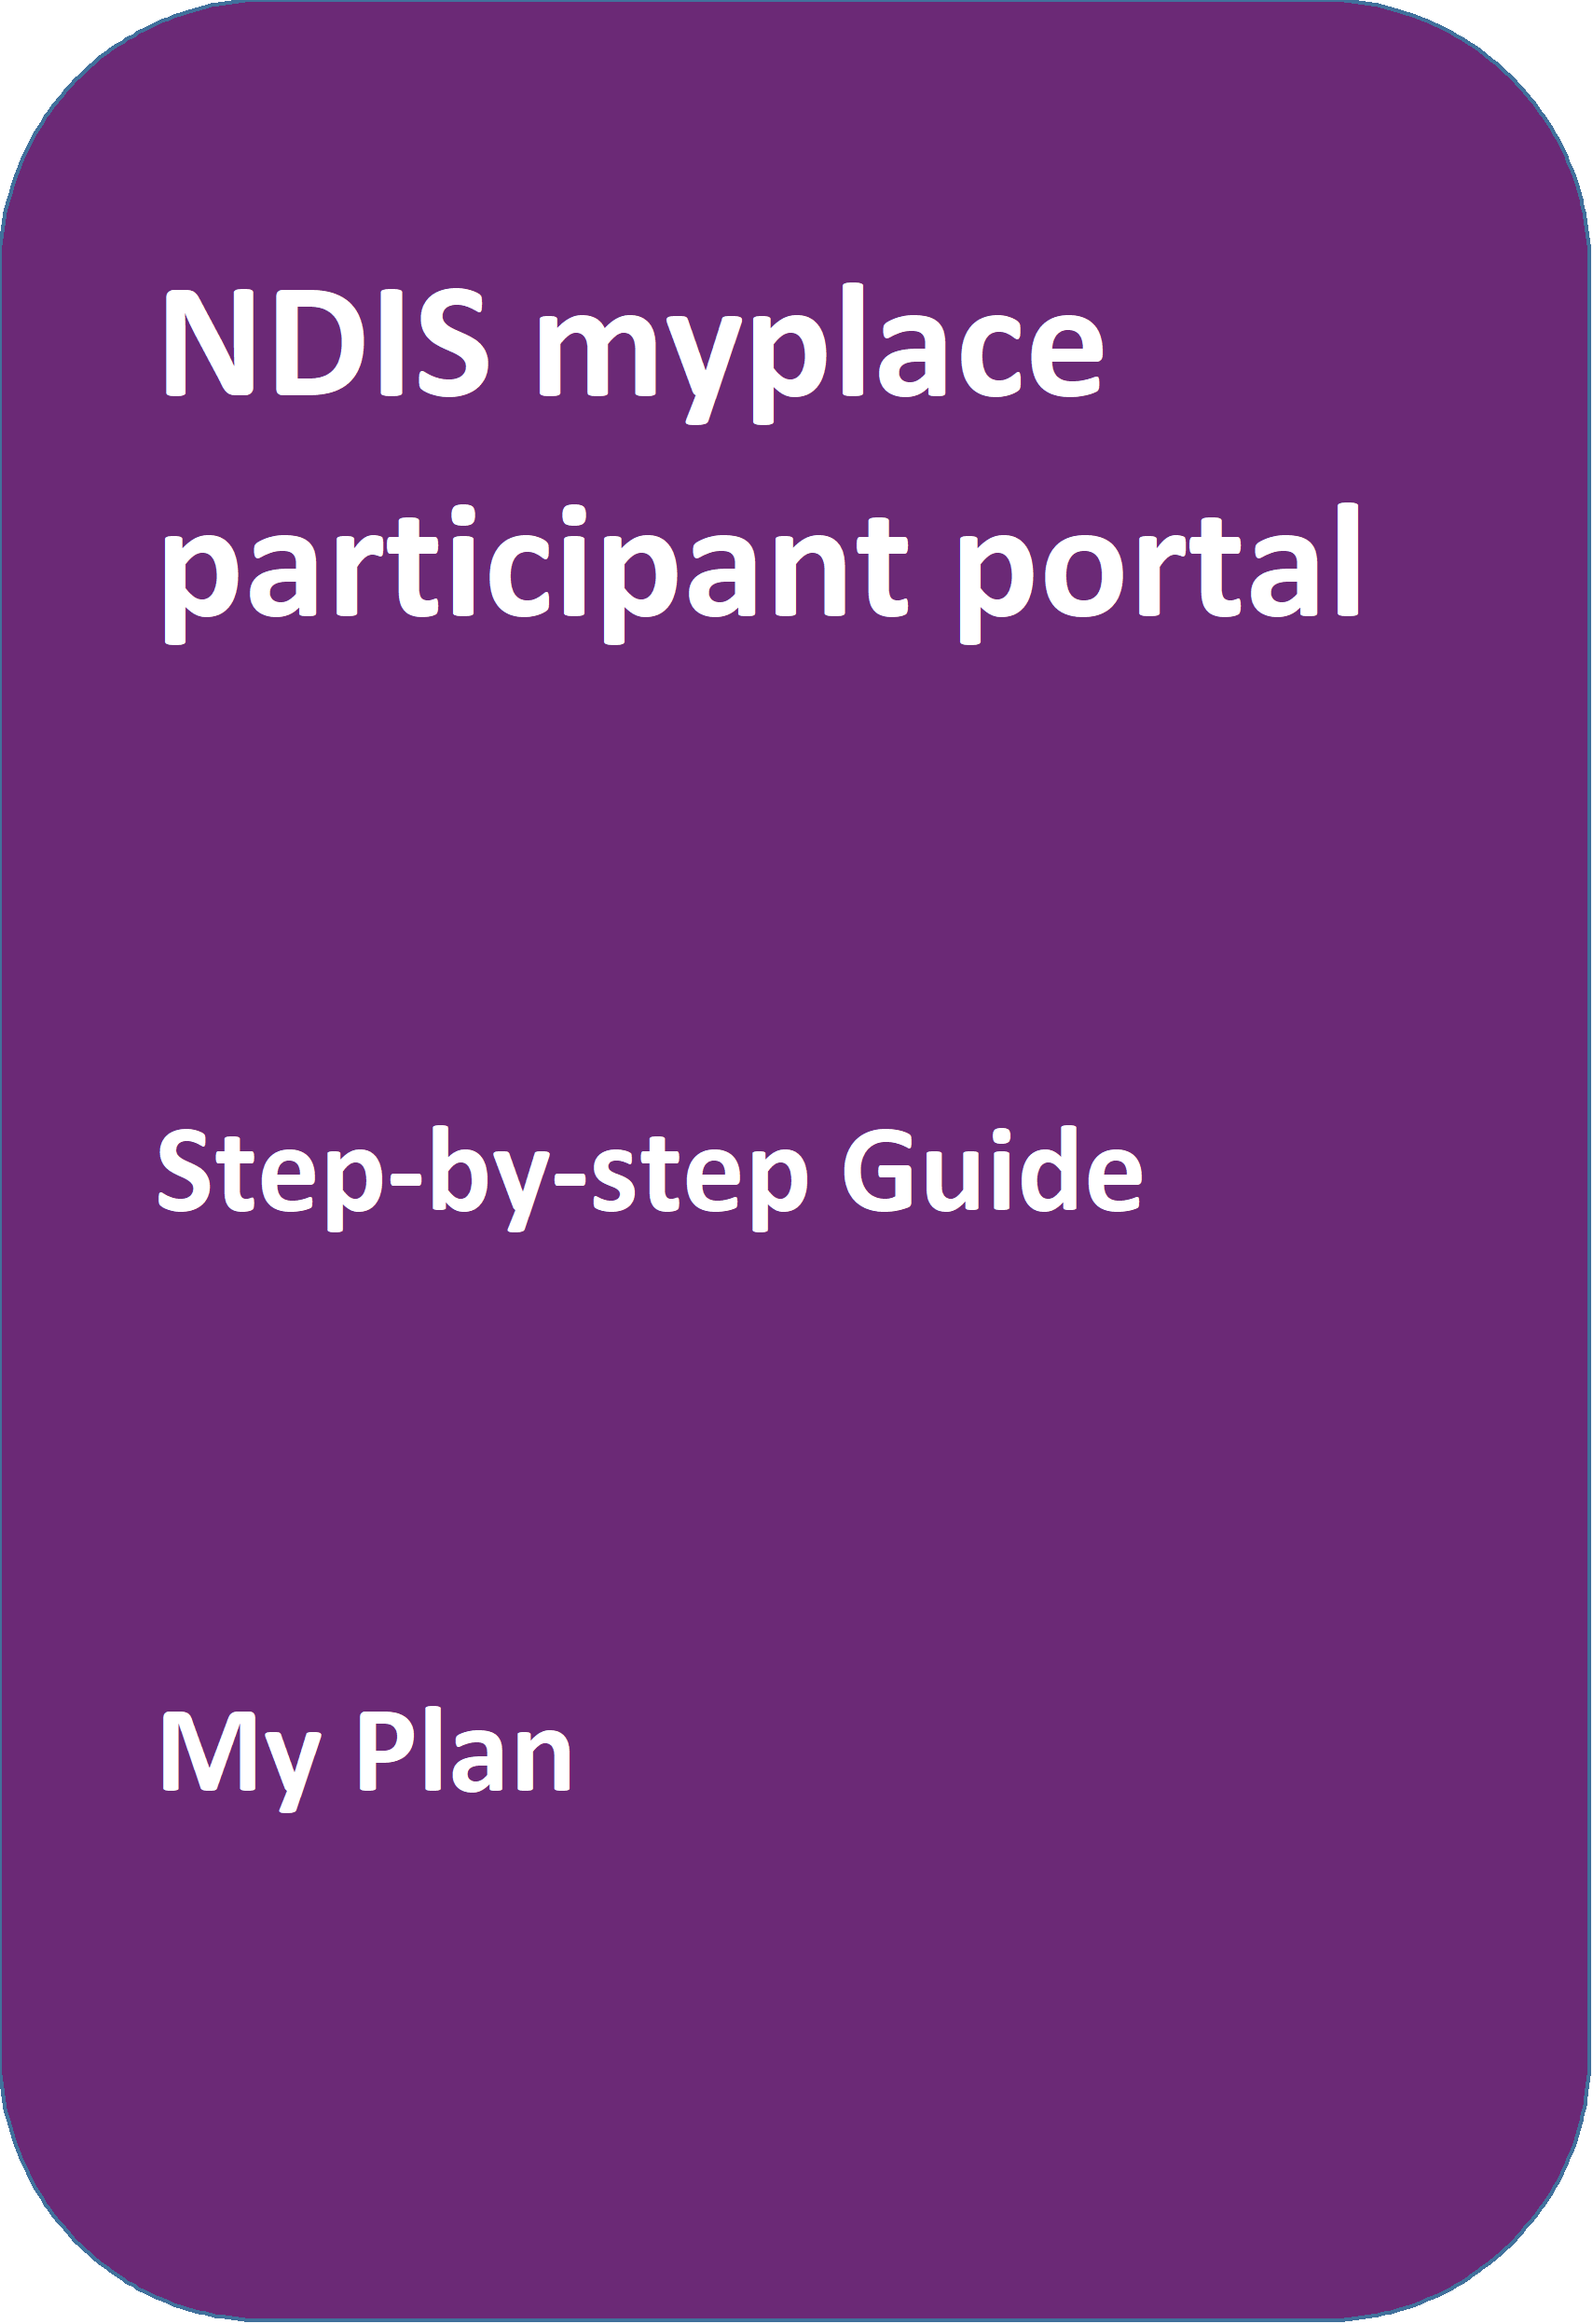 NDIS myplace
participant portal
Step-by-step Guide
My Plan